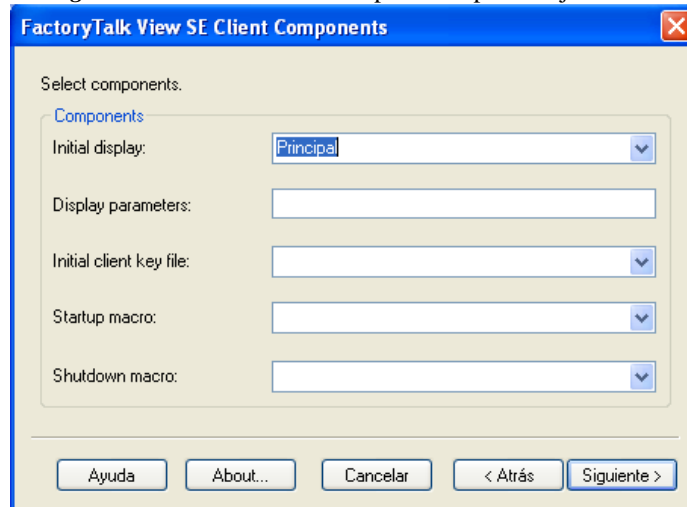 FactoryTalk View SE Client Components
Select components.
Components
Initial display: Principal
Display parameters:
Initial client key file:
Startup macro:
Shutdown macro:
Ayuda About... Cancelar < Atrás Siguiente >